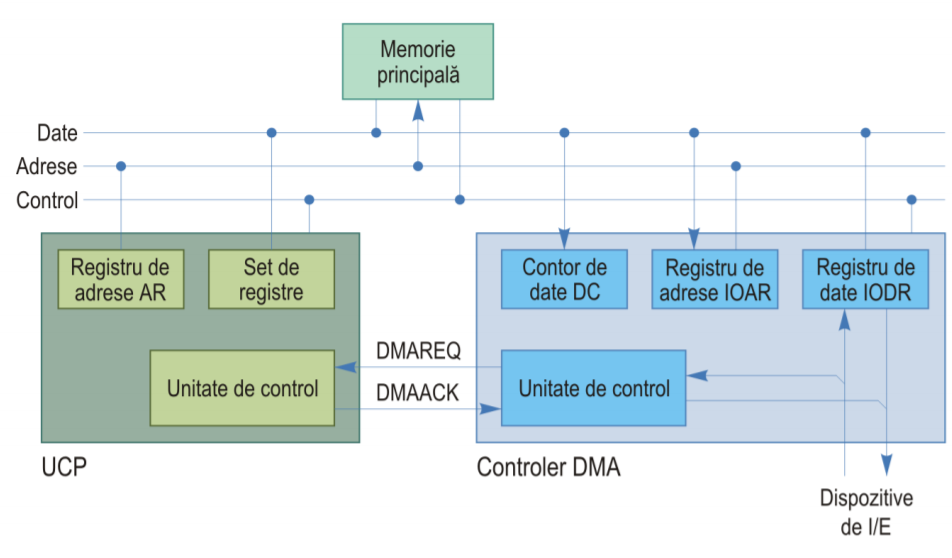 Memorie
principală
Date
Adrese
Control
Registru de
adrese AR
Set de
registre
Contor de
date DC
Registru de
adrese IOAR
Registru de
date IODR
DMAREQ
Unitate de control
DMAACK
Unitate de control
UCP
Controler DMA
Dispozitive
de I/E